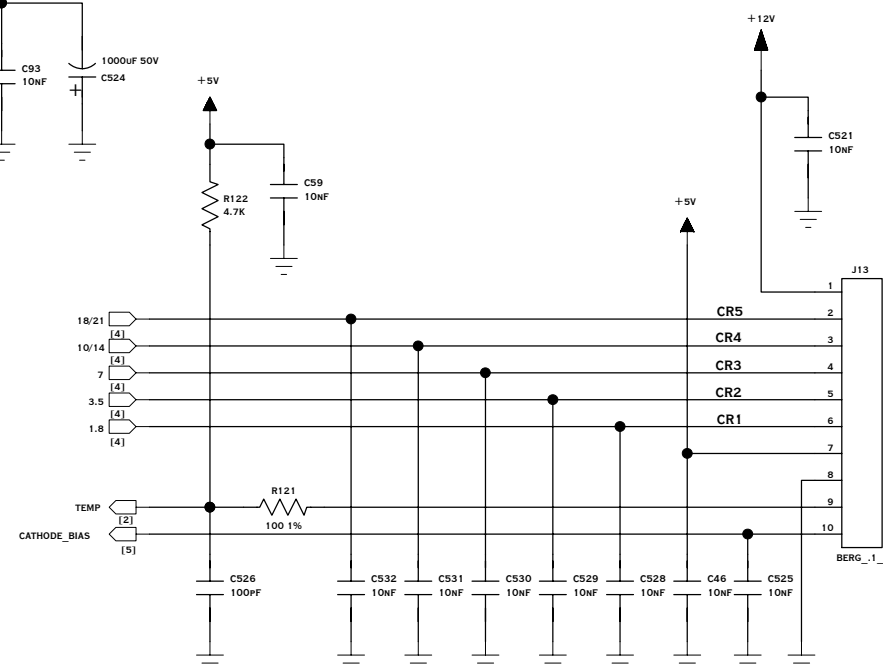 +12V
1000UF 50V
C93
10NF
C524
+
+5V
C521
10NF
C59
10NF
R122
4.7K
+5V
J13
1
18/21
[4]
CR5
2
10/14
[4]
CR4
3
7
[4]
CR3
4
3.5
[4]
CR2
5
1.8
[4]
CR1
6
7
8
R121
100 1%
TEMP
[2]
9
CATHODE_BIAS
[5]
10
BERG_.1_
C526
100PF
C532
10NF
C531
10NF
C530
10NF
C529
10NF
C528
10NF
C46
10NF
C525
10NF